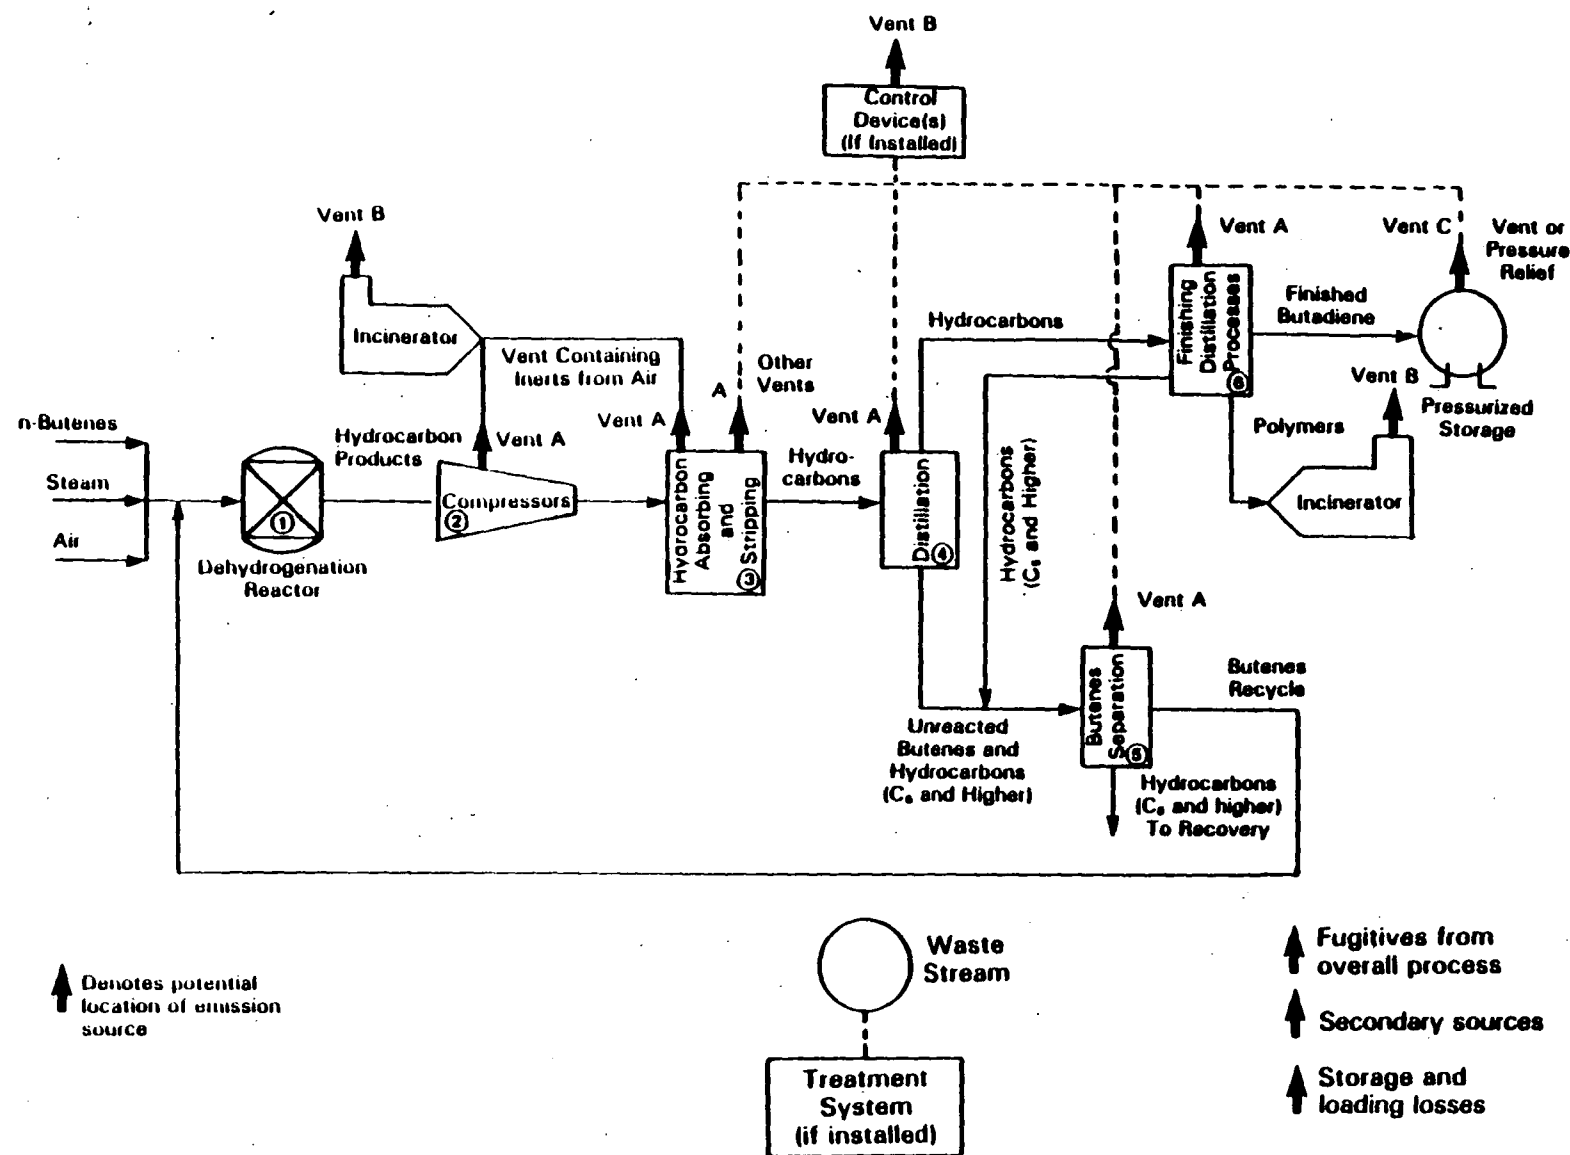 Vent B
Control
Device(s)
(If Installed)
Vent B
Incinerator
Vent Containing
Inerts from Air
Other
Vents
A
Vent A
Vent A
Vent A
Hydrocarbons
Vent A
Vent C
Vent or
Pressure
Relief
Finishing
Distillation
Processes
6
Finished
Butadiene
Vent B
Pressurized
Storage
Polymers
Incinerator
n-Butenes
Steam
Air
1
Dehydrogenation
Reactor
Hydrocarbon
Products
Compressors
2
Hydrocarbon
Absorbing
and
Stripping
3
Hydro-
carbons
Distillation
4
Hydrocarbons
(C₆ and Higher)
Vent A
Butenes
Separation
5
Unreacted
Butenes and
Hydrocarbons
(C₆ and Higher)
Butenes
Recycle
Hydrocarbons
(C₆ and higher)
To Recovery
Denotes potential
location of emission
source
Waste
Stream
Treatment
System
(if installed)
Fugitives from
overall process
Secondary sources
Storage and
loading losses